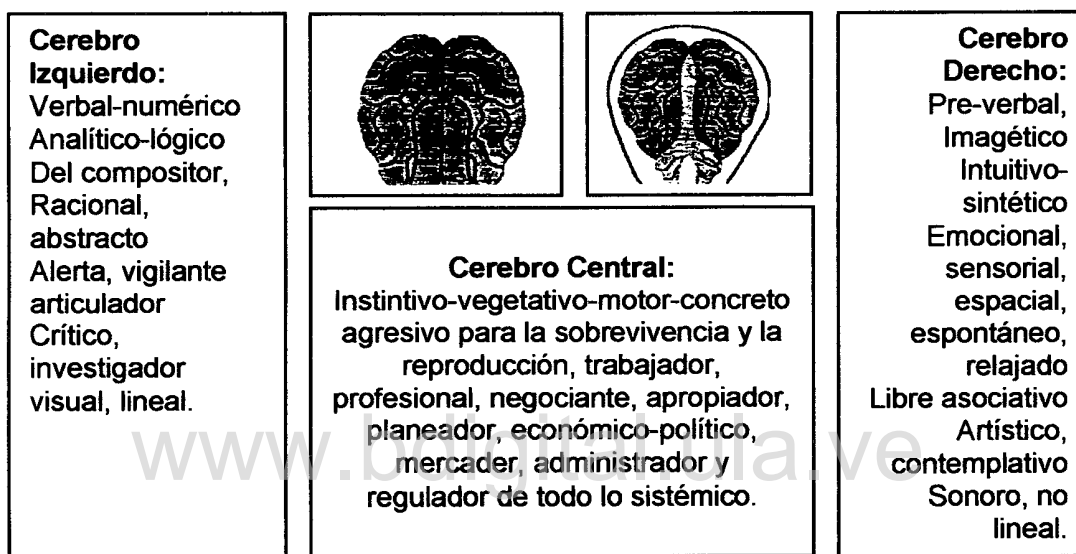 Cerebro
Izquierdo:
Verbal-numérico
Analítico-lógico
Del compositor,
Racional,
abstracto
Alerta, vigilante
articulador
Crítico,
investigador
visual, lineal.
Cerebro Central:
Instintivo-vegetativo-motor-concreto
agresivo para la sobrevivencia y la
reproducción, trabajador,
profesional, negociante, apropiador,
planeador, económico-político,
mercader, administrador y
regulador de todo lo sistémico.
Cerebro
Derecho:
Pre-verbal,
Imagético
Intuitivo-
sintético
Emocional,
sensorial,
espacial,
espontáneo,
relajado
Libre asociativo
Artístico,
contemplativo
Sonoro, no
lineal.
www.bdigital.ula.ve